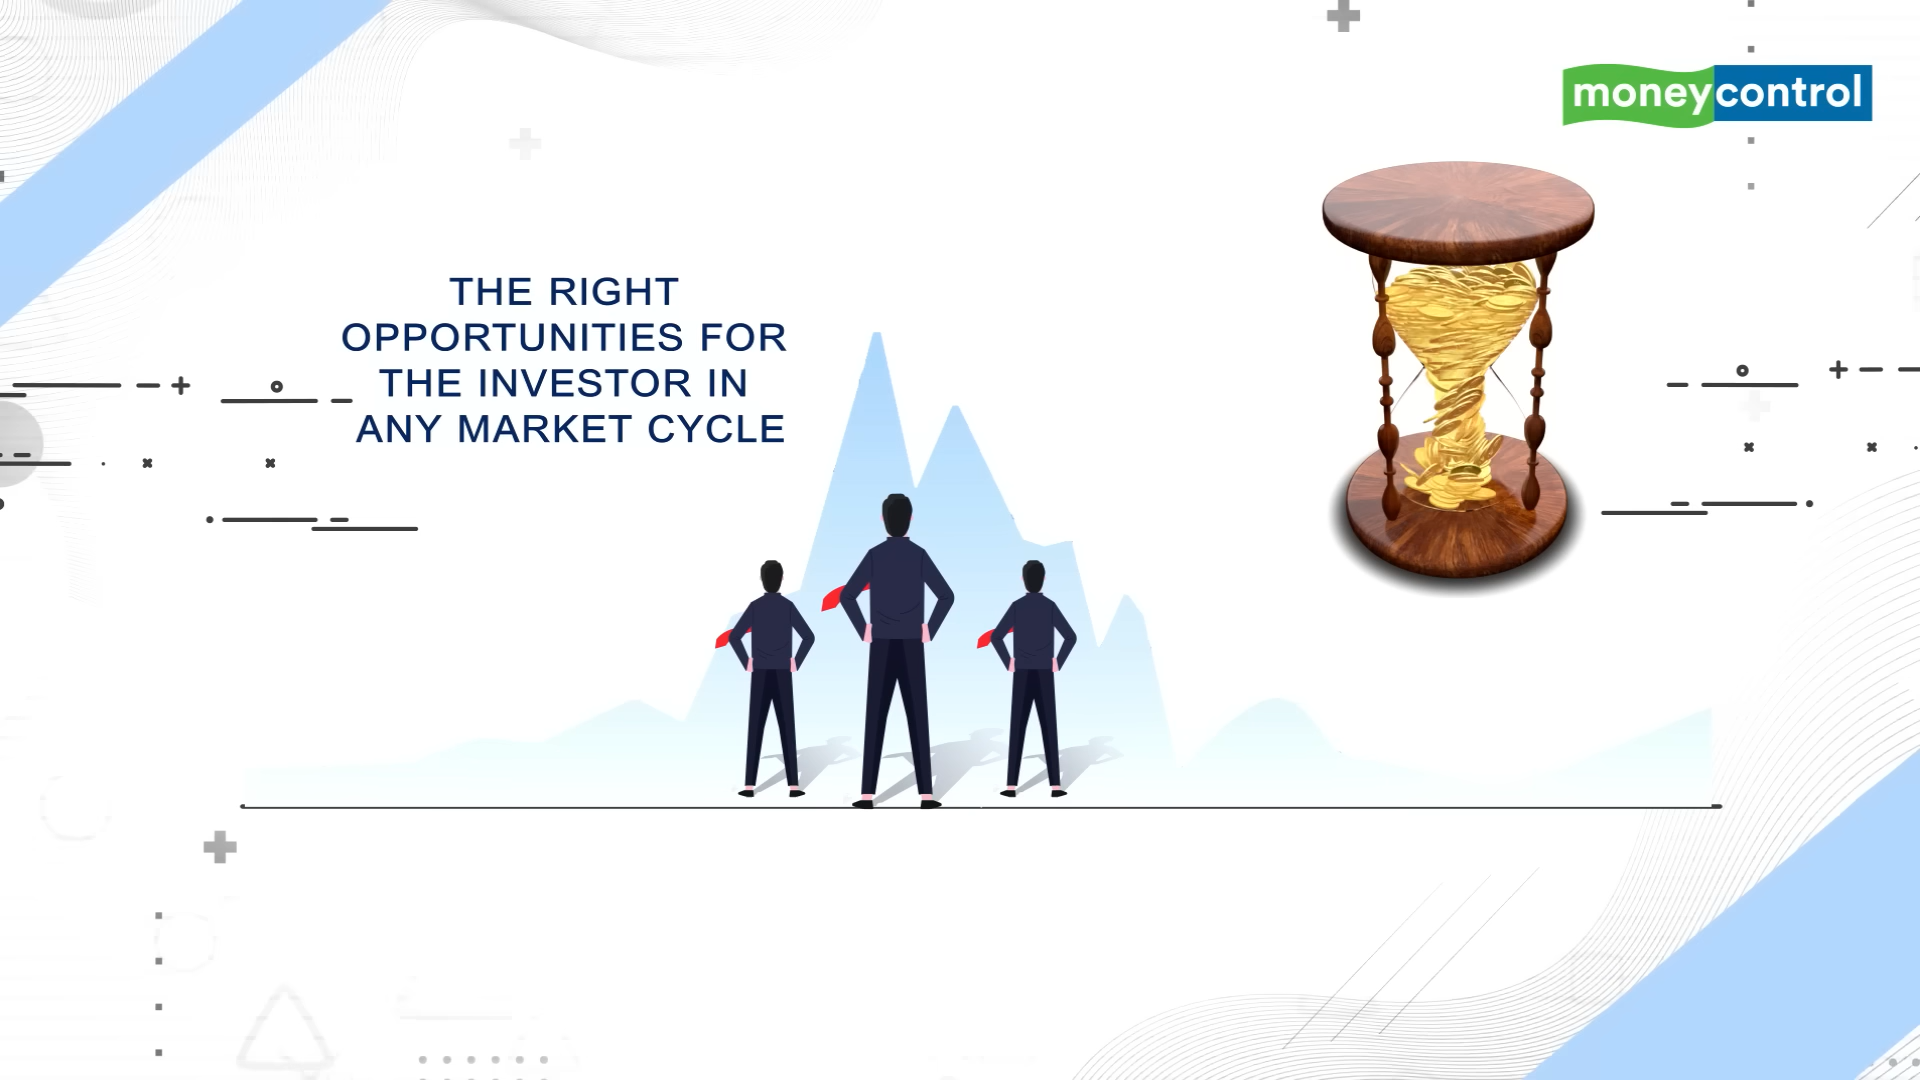 moneycontrol
THE RIGHT
OPPORTUNITIES FOR
THE INVESTOR IN
ANY MARKET CYCLE